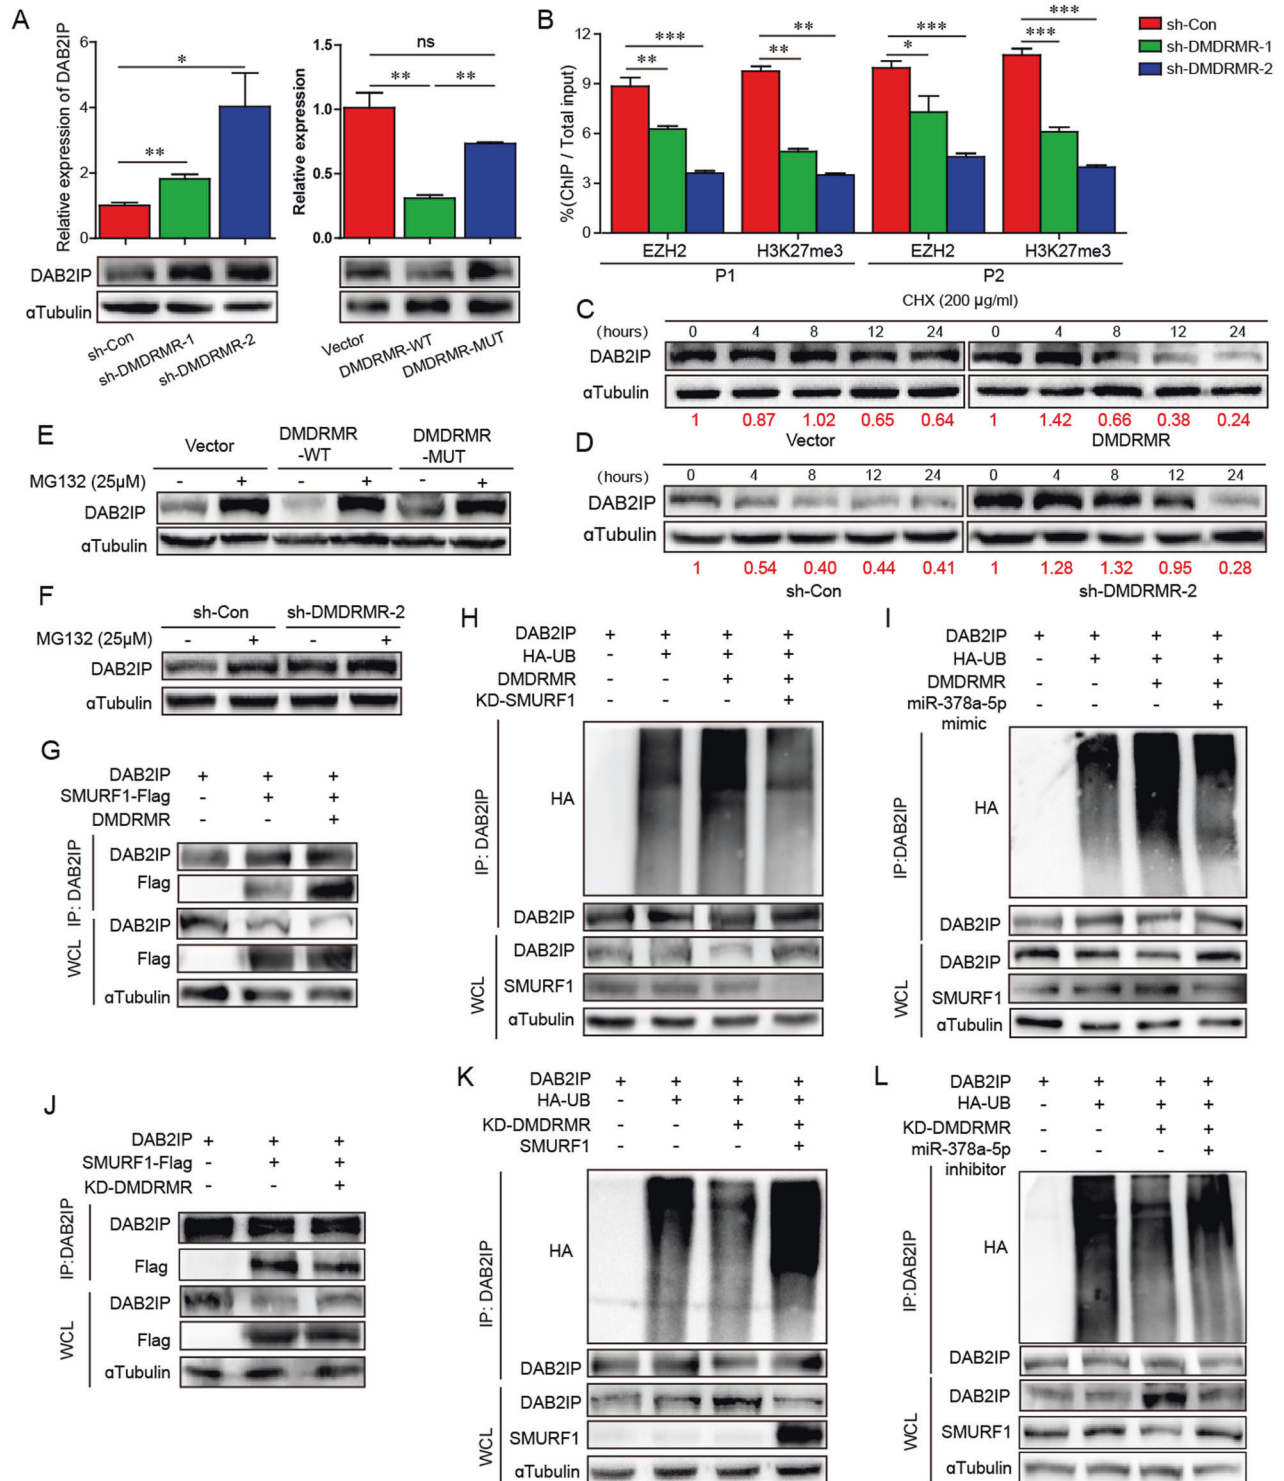 A
Relative expression of DAB2IP
6
4
2
0
*
**
DAB2IP
αTubulin
sh-Con
sh-DMDRMR-1
sh-DMDRMR-2
Relative expression
1.5
1.0
0.5
0.0
ns
** **
Vector
DMDRMR-WT
DMDRMR-MUT
B
%(ChIP / Total input)
12
9
6
3
0
*** ** *** ***
** ** * ***
EZH2 H3K27me3 EZH2 H3K27me3
P1 P2
sh-Con
sh-DMDRMR-1
sh-DMDRMR-2
C
CHX (200 μg/ml)
(hours) 0 4 8 12 24 0 4 8 12 24
DAB2IP
αTubulin
1 0.87 1.02 0.65 0.64 1 1.42 0.66 0.38 0.24
Vector DMDRMR
D
(hours) 0 4 8 12 24 0 4 8 12 24
DAB2IP
αTubulin
1 0.54 0.40 0.44 0.41 1 1.28 1.32 0.95 0.28
sh-Con sh-DMDRMR-2
E
Vector DMDRMR-WT DMDRMR-MUT
MG132 (25μM) - + - + - +
DAB2IP
αTubulin
F
sh-Con sh-DMDRMR-2
MG132 (25μM) - + - +
DAB2IP
αTubulin
G
DAB2IP + + +
SMURF1-Flag - + +
DMDRMR - - +
IP: DAB2IP
DAB2IP
Flag
WCL
DAB2IP
Flag
αTubulin
H
DAB2IP + + + +
HA-UB - + + +
DMDRMR - - + +
KD-SMURF1 - - - +
IP: DAB2IP
HA
DAB2IP
WCL
DAB2IP
SMURF1
αTubulin
I
DAB2IP + + + +
HA-UB - + + +
DMDRMR - - + +
miR-378a-5p - - - +
mimic
IP:DAB2IP
HA
DAB2IP
WCL
DAB2IP
SMURF1
αTubulin
J
DAB2IP + + +
SMURF1-Flag - + +
KD-DMDRMR - - +
IP:DAB2IP
DAB2IP
Flag
WCL
DAB2IP
Flag
αTubulin
K
DAB2IP + + + +
HA-UB - + + +
KD-DMDRMR - - + +
SMURF1 - - - +
IP: DAB2IP
HA
DAB2IP
WCL
DAB2IP
SMURF1
αTubulin
L
DAB2IP + + + +
HA-UB - + + +
KD-DMDRMR - - + +
miR-378a-5p - - - +
inhibitor
IP:DAB2IP
HA
DAB2IP
WCL
DAB2IP
SMURF1
αTubulin